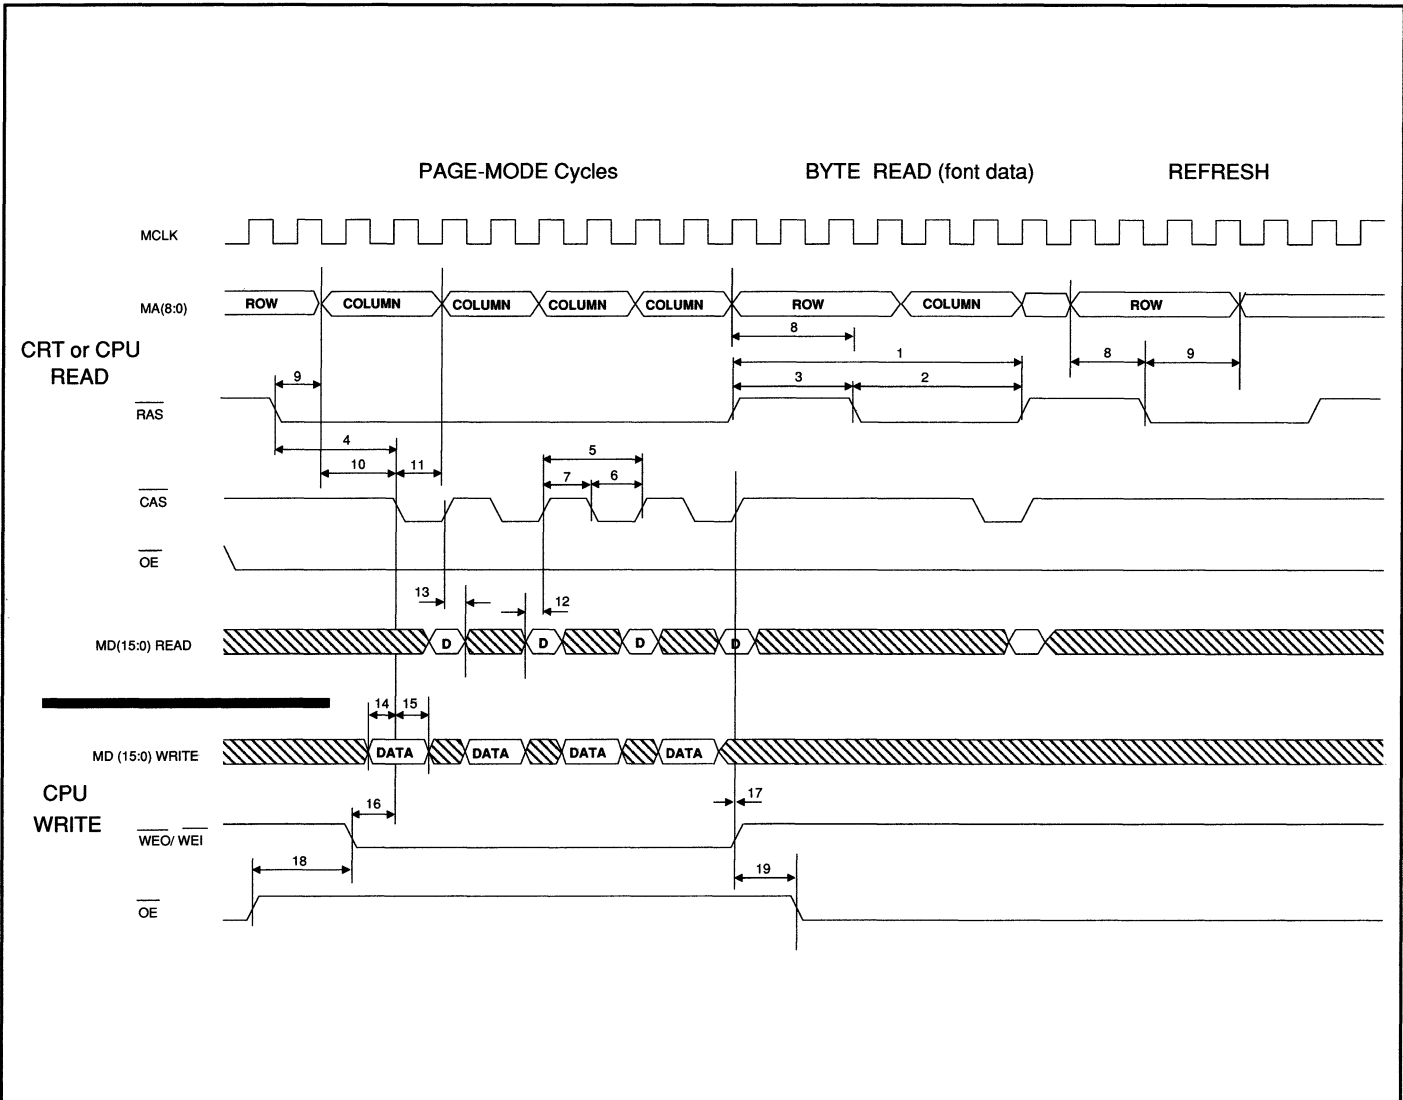 PAGE-MODE Cycles BYTE READ (font data) REFRESH
MCLK
MA(8:0) ROW COLUMN COLUMN COLUMN COLUMN ROW COLUMN ROW
8
CRT or CPU
READ
1
8 9
9 3 2
RAS
4
5
10 11
7 6
CAS
OE
13 12
MD(15:0) READ D D D D
14 15
MD (15:0) WRITE DATA DATA DATA DATA
CPU
WRITE
16 17
WEO/ WEI
18 19
OE